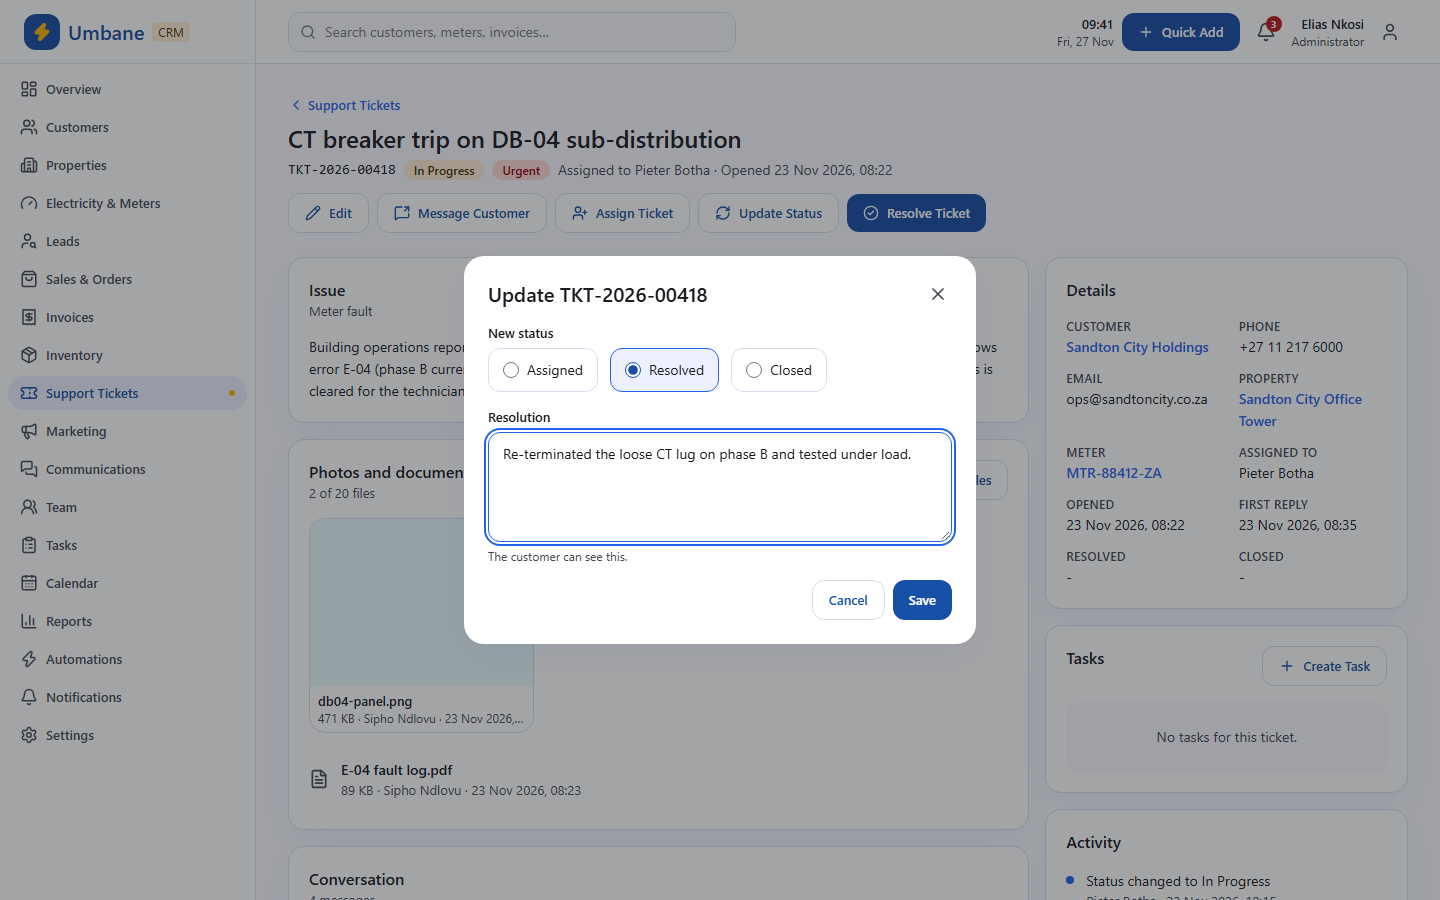 Umbane CRM
Search customers, meters, invoices...
09:41
Fri, 27 Nov
Quick Add
3
Elias Nkosi
Administrator
Overview
Customers
Properties
Electricity & Meters
Leads
Sales & Orders
Invoices
Inventory
Support Tickets
Marketing
Communications
Team
Tasks
Calendar
Reports
Automations
Notifications
Settings
Support Tickets
CT breaker trip on DB-04 sub-distribution
TKT-2026-00418 In Progress Urgent Assigned to Pieter Botha · Opened 23 Nov 2026, 08:22
Edit
Message Customer
Assign Ticket
Update Status
Resolve Ticket
Issue
Meter fault
Building operations
error E-04 (phase B
cleared for the technician
s is
Update TKT-2026-00418
New status
Assigned
Resolved
Closed
Resolution
Re-terminated the loose CT lug on phase B and tested under load.
The customer can see this.
Cancel
Save
Photos and
2 of 20 files
db04-panel.png
471 KB · Sipho Ndlovu · 23 Nov 2026,...
E-04 fault log.pdf
89 KB · Sipho Ndlovu · 23 Nov 2026, 08:23
Conversation
4 messages
Details
CUSTOMER
Sandton City Holdings
PHONE
+27 11 217 6000
EMAIL
ops@sandtoncity.co.za
PROPERTY
Sandton City Office
Tower
METER
MTR-88412-ZA
ASSIGNED TO
Pieter Botha
OPENED
23 Nov 2026, 08:22
FIRST REPLY
23 Nov 2026, 08:35
RESOLVED
-
CLOSED
-
Tasks
Create Task
No tasks for this ticket.
Activity
Status changed to In Progress